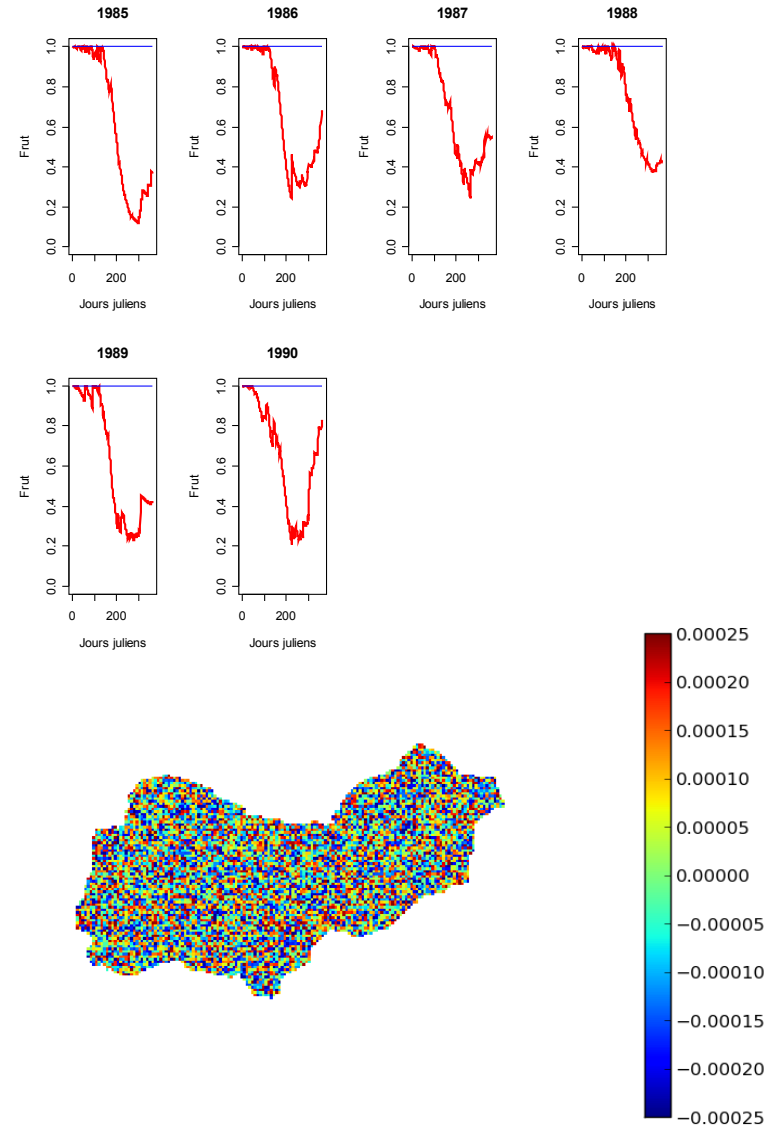 1985 1986 1987 1988
Frut Frut Frut Frut
1.0 1.0 1.0 1.0
0.8 0.8 0.8 0.8
0.6 0.6 0.6 0.6
0.4 0.4 0.4 0.4
0.2 0.2 0.2 0.2
0.0 0.0 0.0 0.0
0 200 0 200 0 200 0 200
Jours juliens Jours juliens Jours juliens Jours juliens
1989 1990
Frut Frut
1.0 1.0
0.8 0.8
0.6 0.6
0.4 0.4
0.2 0.2
0.0 0.0
0 200 0 200
Jours juliens Jours juliens
0.00025
0.00020
0.00015
0.00010
0.00005
0.00000
−0.00005
−0.00010
−0.00015
−0.00020
−0.00025